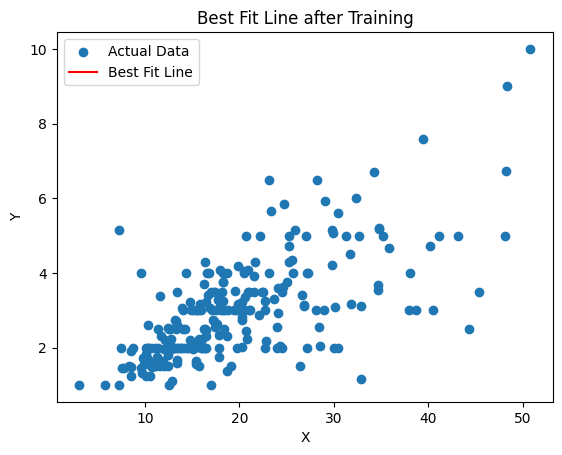 Best Fit Line after Training
Actual Data
Best Fit Line
10
8
6
4
2
Y
10 20 30 40 50
X